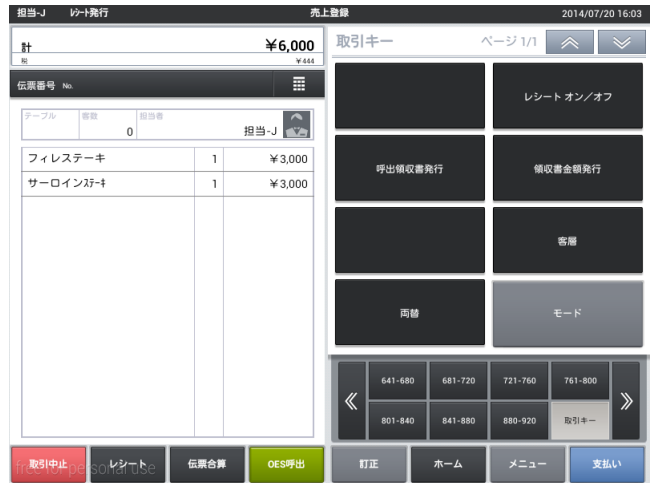 担当-J ﾚｼｰﾄ発行 売上登録 2014/07/20 16:03
計 ¥6,000
税 ¥444
取引キー ページ 1/1
伝票番号 No.
テーブル 客数 担当者
0 担当-J
フィレステーキ 1 ¥3,000
サーロインｽﾃｰｷ 1 ¥3,000
レシート オン／オフ
呼出領収書発行 領収書金額発行
客層
両替 モード
641-680 681-720 721-760 761-800
801-840 841-880 880-920 取引キー
取引中止 レシート 伝票合算 OES呼出 訂正 ホーム メニュー 支払い
free for personal use